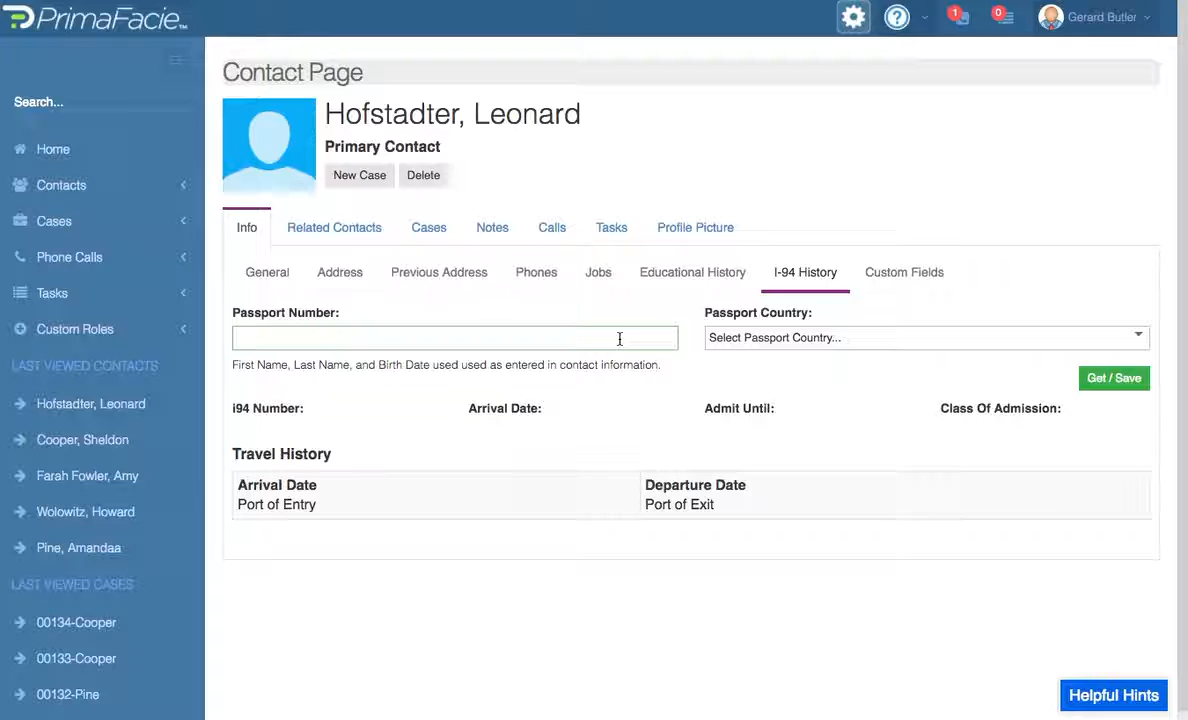 PrimaFacie™
1
0
Gerard Butler
Search...
Home
Contacts
Cases
Phone Calls
Tasks
Custom Roles
LAST VIEWED CONTACTS
Hofstadter, Leonard
Cooper, Sheldon
Farah Fowler, Amy
Wolowitz, Howard
Pine, Amandaa
LAST VIEWED CASES
00134-Cooper
00133-Cooper
00132-Pine
Contact Page
Hofstadter, Leonard
Primary Contact
New Case Delete
Info Related Contacts Cases Notes Calls Tasks Profile Picture
General Address Previous Address Phones Jobs Educational History I-94 History Custom Fields
Passport Number: Passport Country:
Select Passport Country...
First Name, Last Name, and Birth Date used used as entered in contact information.
Get / Save
i94 Number: Arrival Date: Admit Until: Class Of Admission:
Travel History
Arrival Date Departure Date
Port of Entry Port of Exit
Helpful Hints